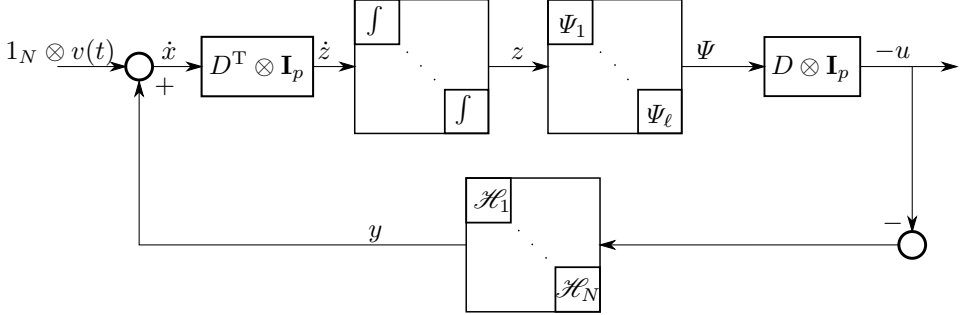 1_N ⊗ v(t)
ẋ
+
D^T ⊗ I_p
ż
∫
∫
z
Ψ_1
Ψ_ℓ
Ψ
D ⊗ I_p
−u
−
ℋ_1
ℋ_N
y